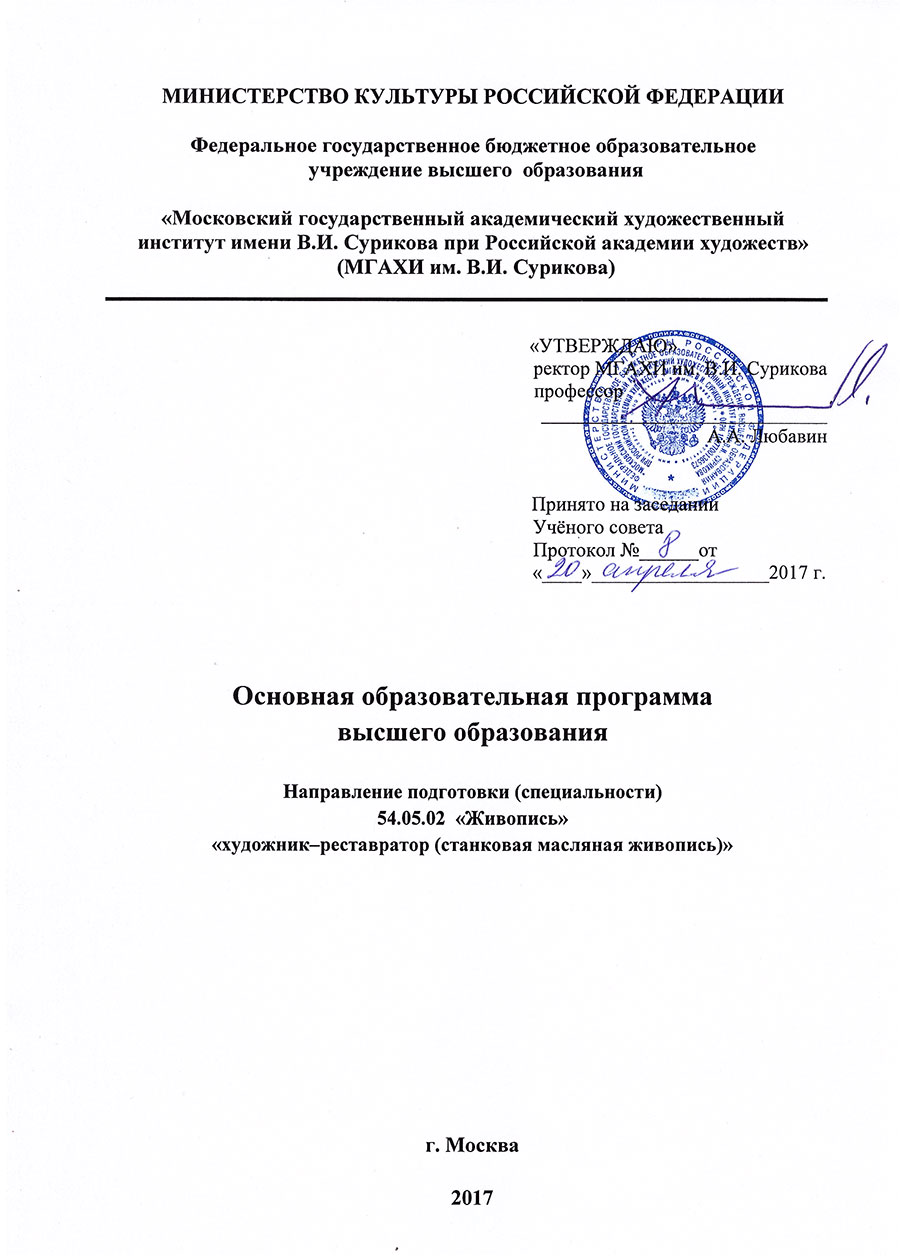 МИНИСТЕРСТВО КУЛЬТУРЫ РОССИЙСКОЙ ФЕДЕРАЦИИ
Федеральное государственное бюджетное образовательное
учреждение высшего образования
«Московский государственный академический художественный
институт имени В.И. Сурикова при Российской академии художеств»
(МГАХИ им. В.И. Сурикова)
«УТВЕРЖДАЮ»
ректор МГАХИ им. В.И. Сурикова
профессор
А.А. Любавин
Принято на заседании
Учёного совета
Протокол № 8 от
«20» апреля 2017 г.
Основная образовательная программа
высшего образования
Направление подготовки (специальности)
54.05.02 «Живопись»
«художник–реставратор (станковая масляная живопись)»
г. Москва
2017